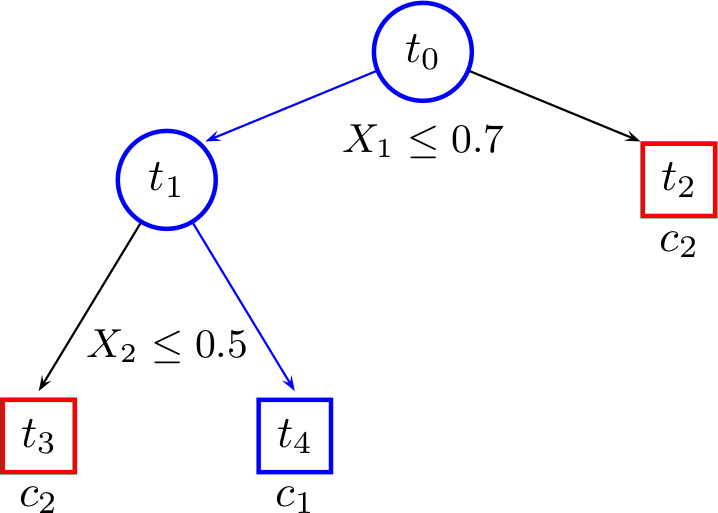 t₀
X₁ ≤ 0.7
t₁
t₂
c₂
X₂ ≤ 0.5
t₃
t₄
c₂
c₁